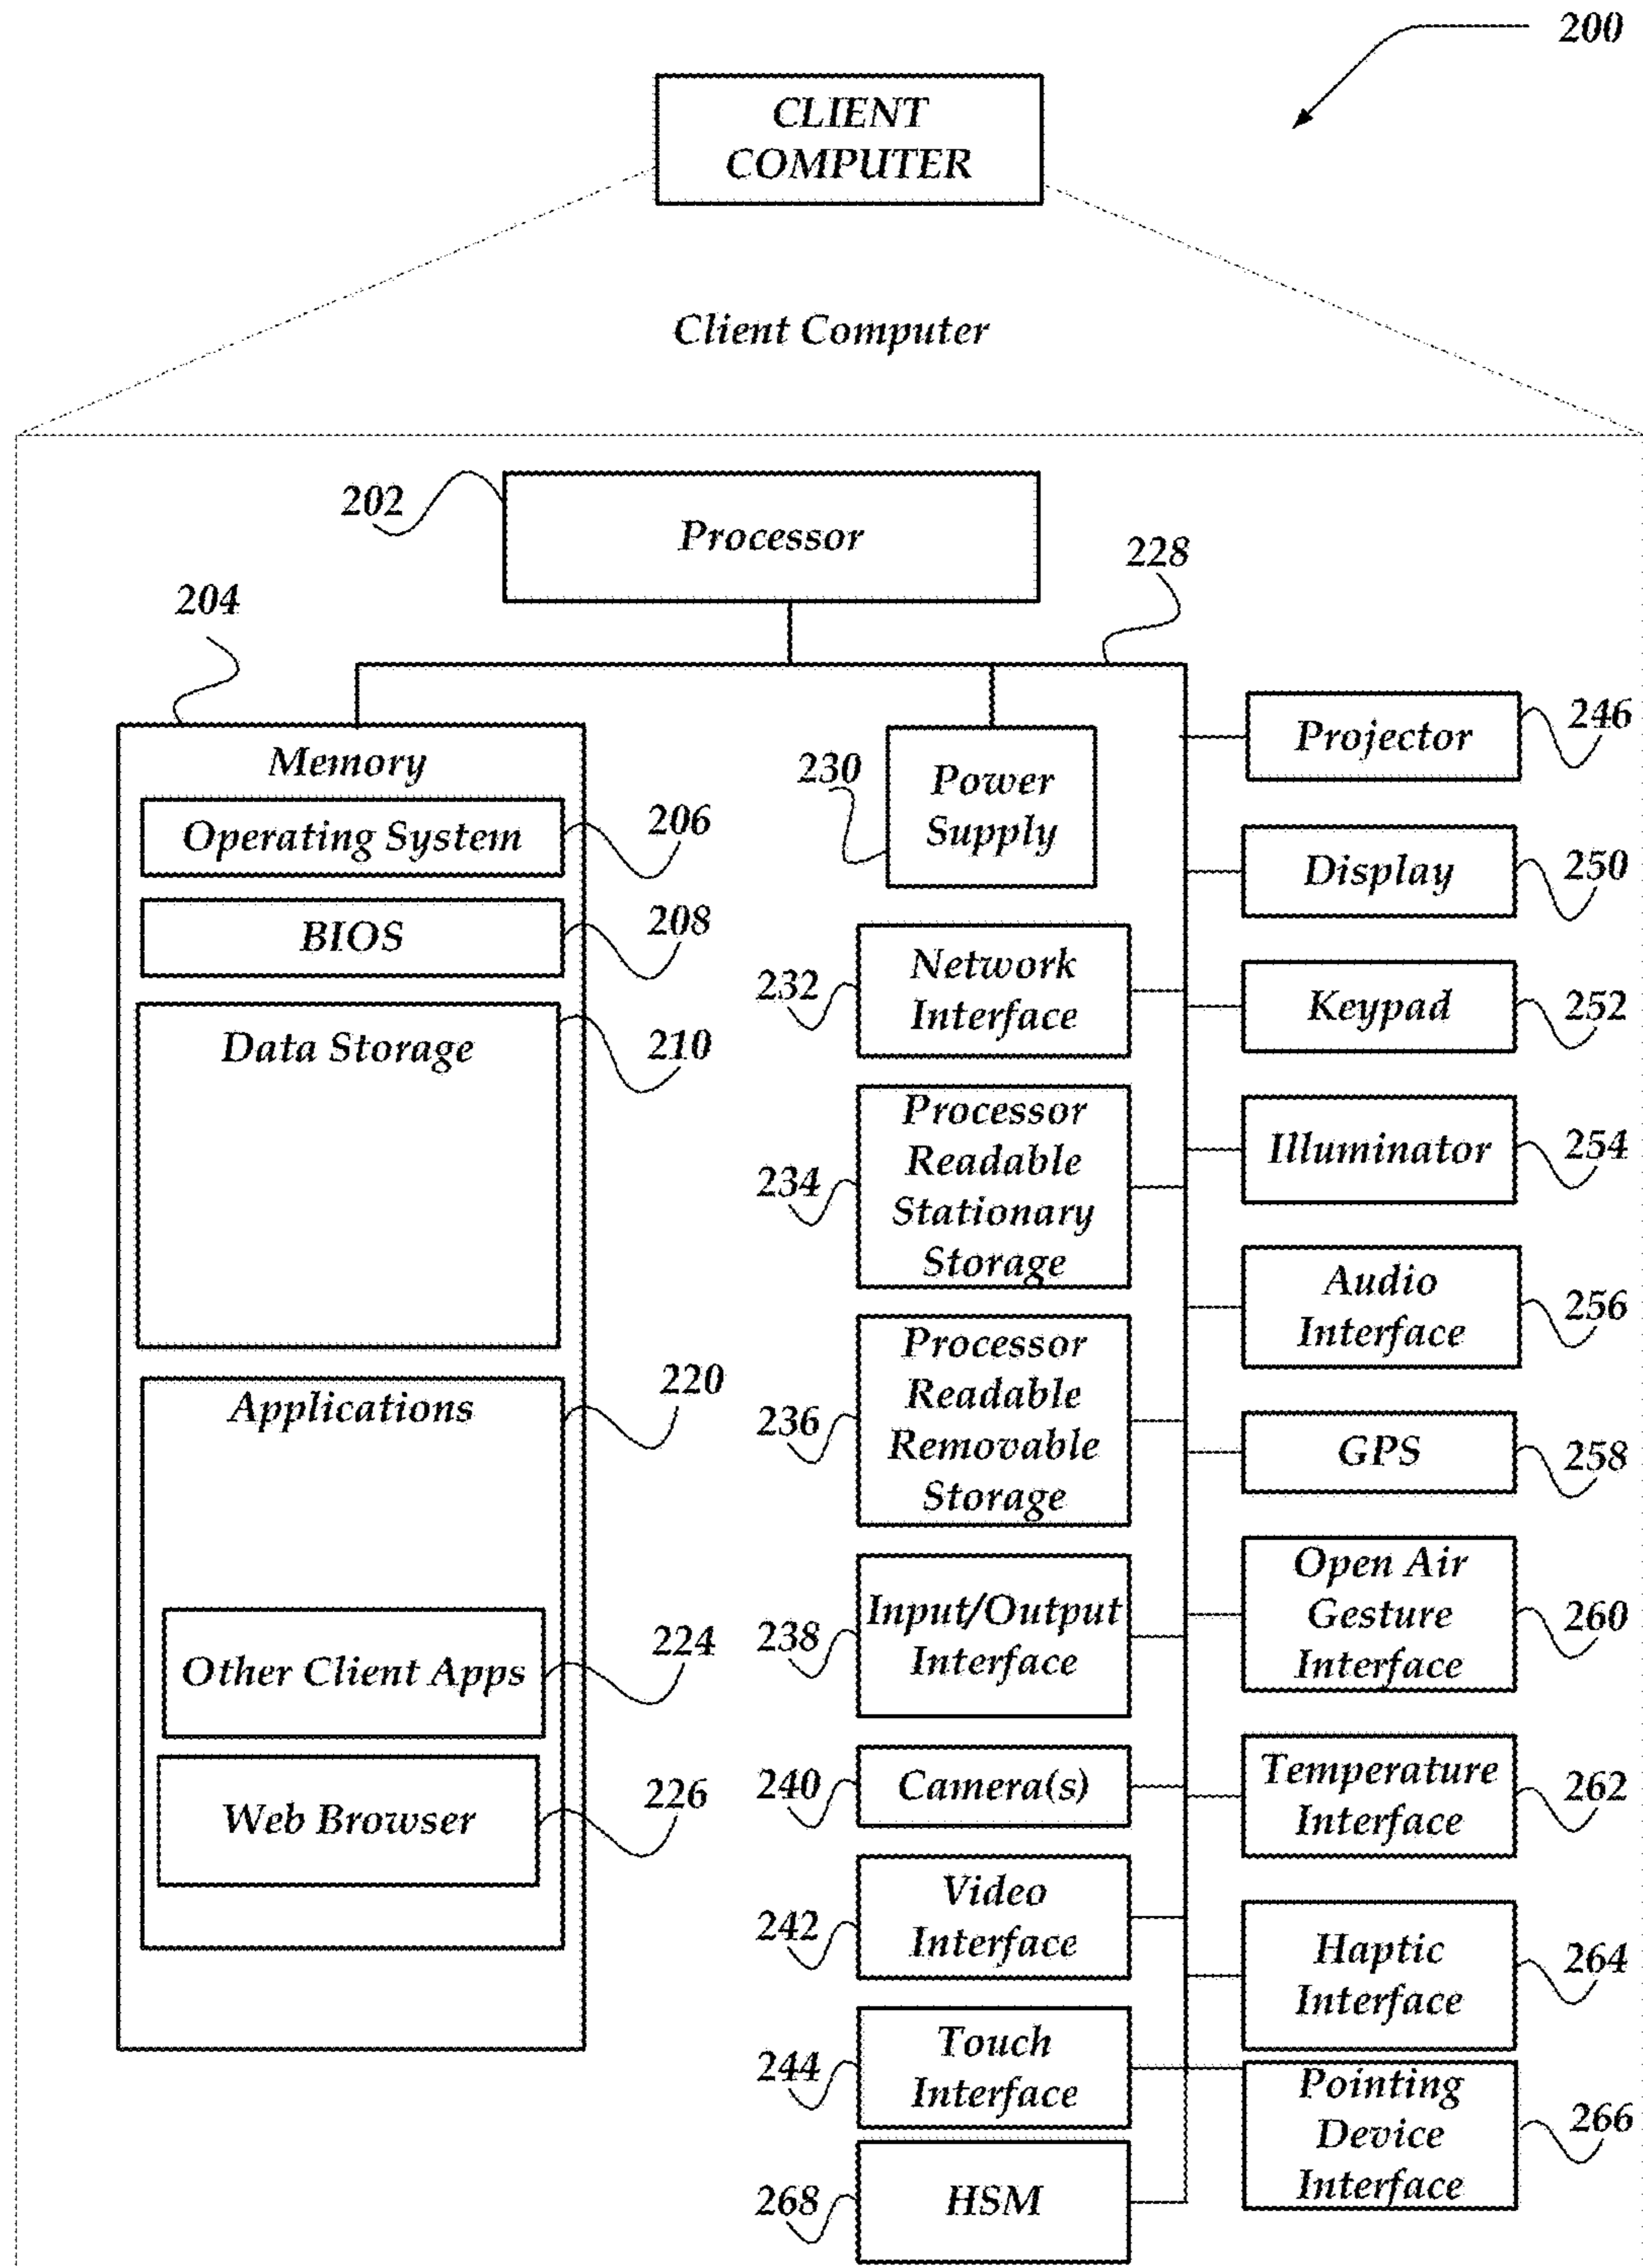 200
CLIENT
COMPUTER
Client Computer
202
Processor
228
204
Memory
Operating System
206
BIOS
208
Data Storage
210
Applications
220
Other Client Apps
224
Web Browser
226
230
Power
Supply
232
Network
Interface
234
Processor
Readable
Stationary
Storage
236
Processor
Readable
Removable
Storage
238
Input/Output
Interface
240
Camera(s)
242
Video
Interface
244
Touch
Interface
268
HSM
Projector
246
Display
250
Keypad
252
Illuminator
254
Audio
Interface
256
GPS
258
Open Air
Gesture
Interface
260
Temperature
Interface
262
Haptic
Interface
264
Pointing
Device
Interface
266